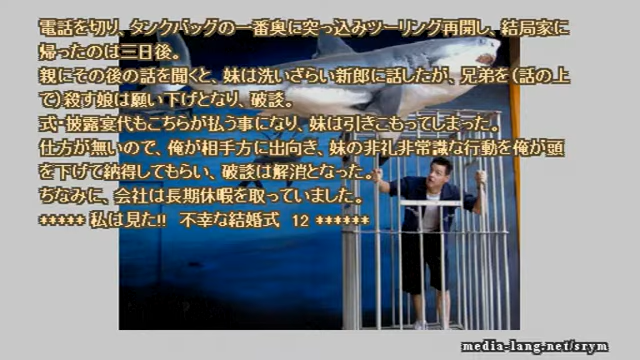 電話を切り、タンクバッグの一番奥に突っ込みツーリング再開し、結局家に
帰ったのは三日後。
親にその後の話を聞くと、妹は洗いざらい新郎に話したが、兄弟を（話の上
で）殺す娘は願い下げとなり、破談。
式・披露宴代もこちらが払う事になり、妹は引きこもってしまった。
仕方が無いので、俺が相手方に出向き、妹の非礼非常識な行動を俺が頭
を下げて納得してもらい、破談は解消となった。
ちなみに、会社は長期休暇を取っていました。
***** 私は見た!!　不幸な結婚式　12 ******
media-lang-net/srym